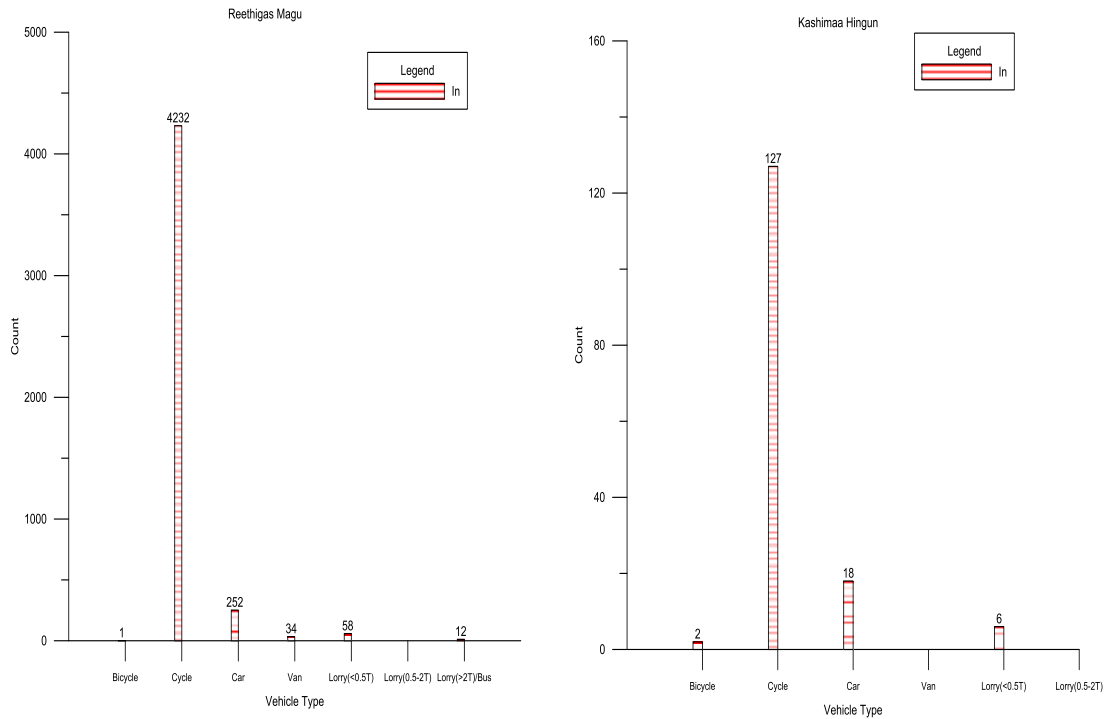 Reethigas Magu
5000
4000
3000
2000
1000
0
Count
Legend
In
1
4232
252
34
58
12
Bicycle
Cycle
Car
Van
Lorry(<0.5T)
Lorry(0.5-2T)
Lorry(>2T)/Bus
Vehicle Type
Kashimaa Hingun
160
120
80
40
0
Count
Legend
In
2
127
18
6
Bicycle
Cycle
Car
Van
Lorry(<0.5T)
Lorry(0.5-2T)
Vehicle Type